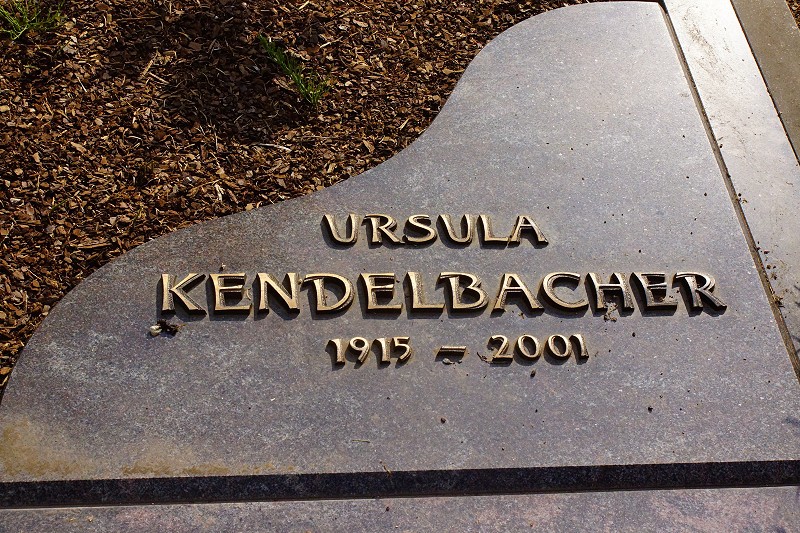 URSULA
KENDELBACHER
1915 - 2001